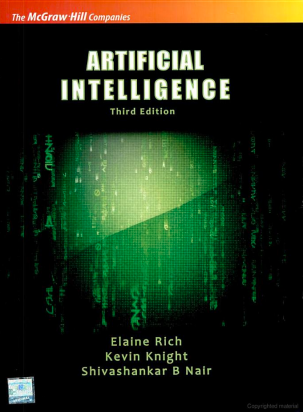 The McGraw·Hill Companies
ARTIFICIAL
INTELLIGENCE
Third Edition
Elaine Rich
Kevin Knight
Shivashankar B Nair
Copyrighted material